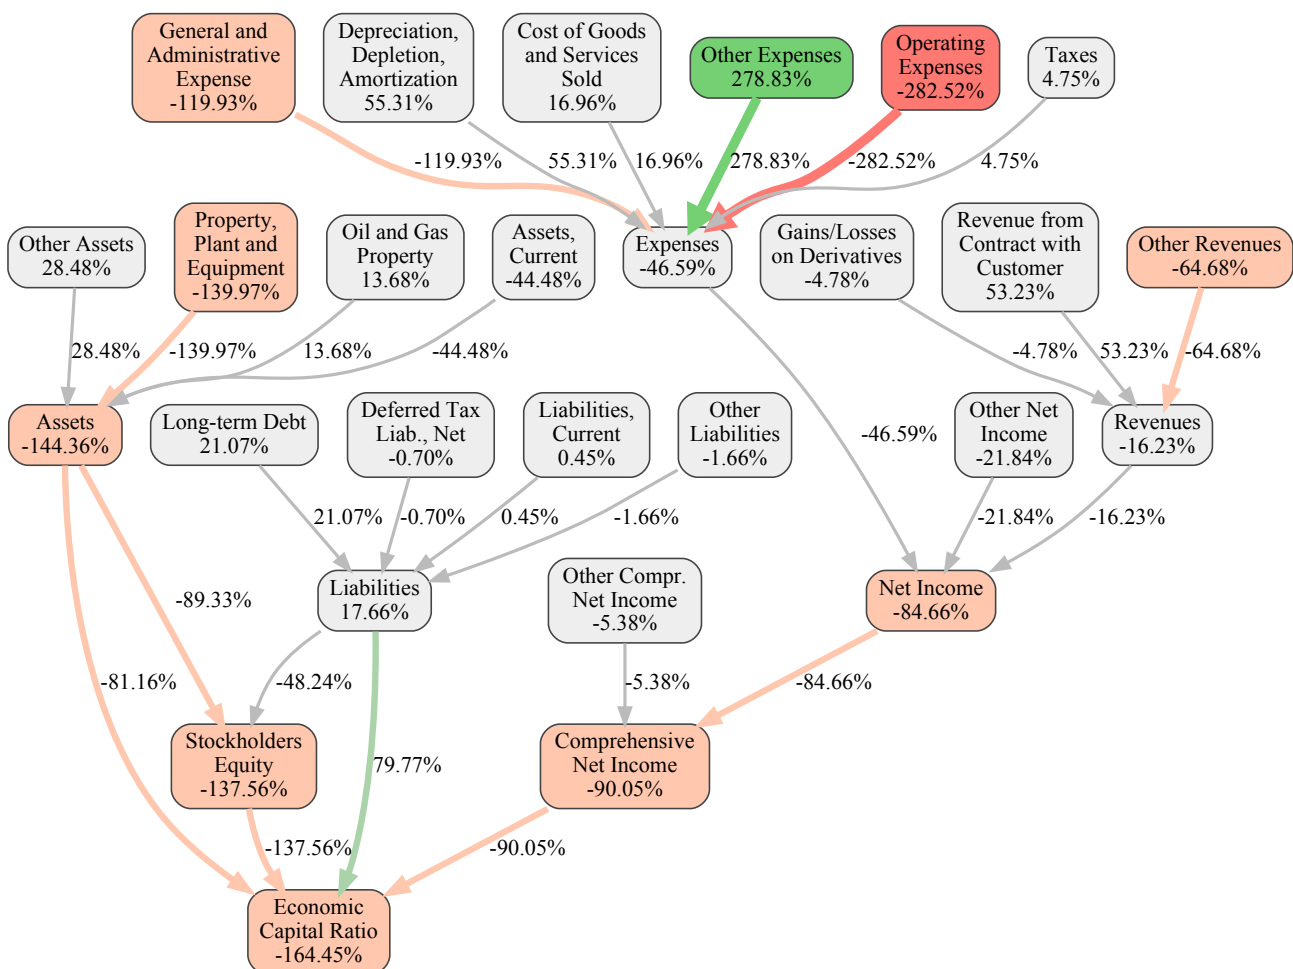 General and
Administrative
Expense
-119.93%
Depreciation,
Depletion,
Amortization
55.31%
Cost of Goods
and Services
Sold
16.96%
Other Expenses
278.83%
Operating
Expenses
-282.52%
Taxes
4.75%
-119.93%
55.31%
16.96%
278.83%
-282.52%
4.75%
Other Assets
28.48%
Property,
Plant and
Equipment
-139.97%
Oil and Gas
Property
13.68%
Assets,
Current
-44.48%
Expenses
-46.59%
Gains/Losses
on Derivatives
-4.78%
Revenue from
Contract with
Customer
53.23%
Other Revenues
-64.68%
28.48%
-139.97%
13.68%
-44.48%
-4.78%
53.23%
-64.68%
Assets
-144.36%
Long-term Debt
21.07%
Deferred Tax
Liab., Net
-0.70%
Liabilities,
Current
0.45%
Other
Liabilities
-1.66%
-46.59%
Other Net
Income
-21.84%
Revenues
-16.23%
21.07%
-0.70%
0.45%
-1.66%
-21.84%
-16.23%
-89.33%
Liabilities
17.66%
Other Compr.
Net Income
-5.38%
Net Income
-84.66%
-81.16%
-48.24%
-5.38%
-84.66%
Stockholders
Equity
-137.56%
79.77%
Comprehensive
Net Income
-90.05%
-137.56%
-90.05%
Economic
Capital Ratio
-164.45%